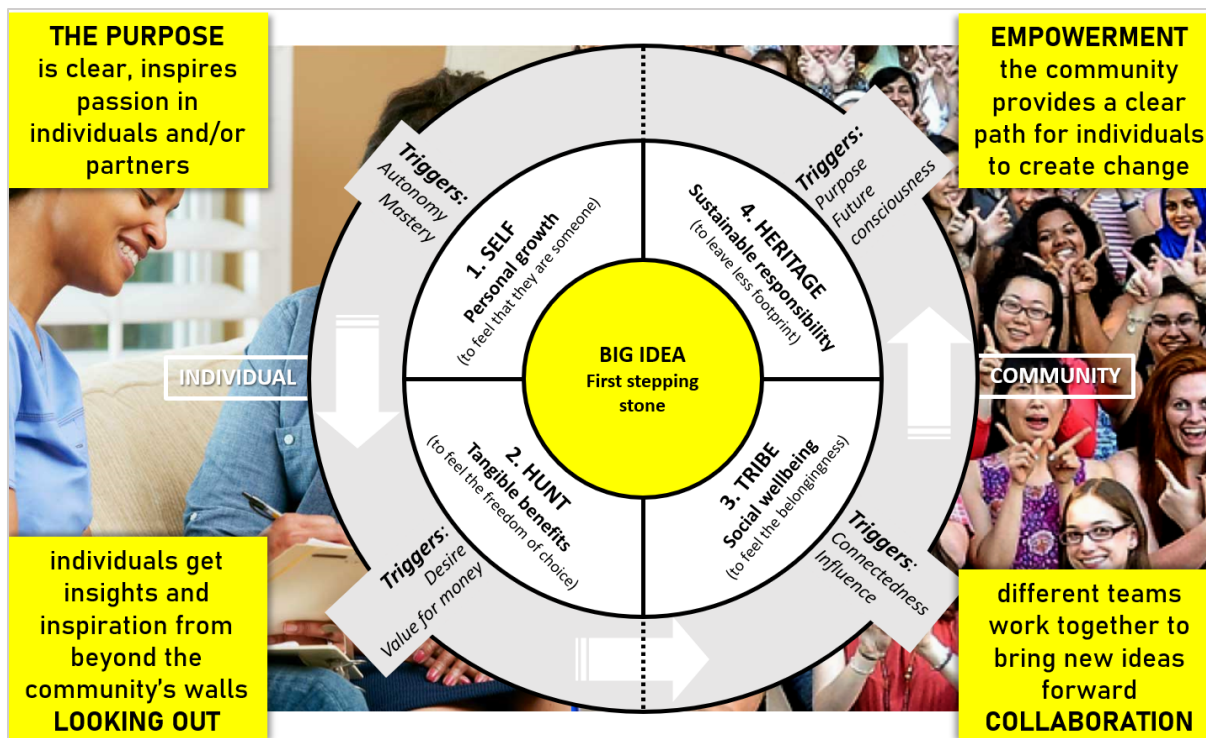 THE PURPOSE
is clear, inspires
passion in
individuals and/or
partners
EMPOWERMENT
the community
provides a clear
path for individuals
to create change
Triggers:
Autonomy
Mastery
1. SELF
Personal growth
(to feel that they are someone)
4. HERITAGE
Sustainable responsibility
(to leave less footprint)
Triggers:
Purpose
Future
consciousness
INDIVIDUAL
BIG IDEA
First stepping
stone
COMMUNITY
2. HUNT
Tangible benefits
(to feel the freedom of choice)
Triggers:
Desire
Value for money
3. TRIBE
Social wellbeing
(to feel the belongingness)
Triggers:
Connectedness
Influence
individuals get
insights and
inspiration from
beyond the
community's walls
LOOKING OUT
different teams
work together to
bring new ideas
forward
COLLABORATION